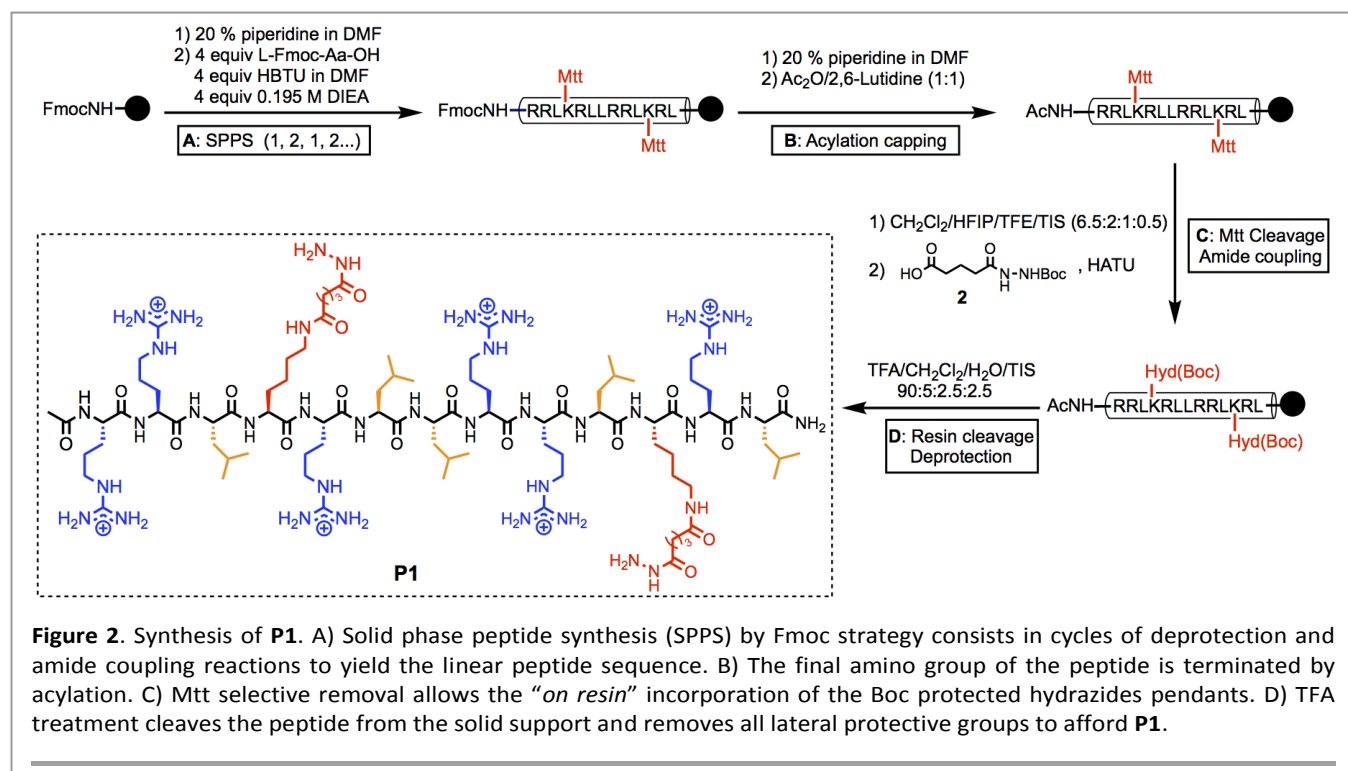 1) 20 % piperidine in DMF
2) 4 equiv L-Fmoc-Aa-OH
4 equiv HBTU in DMF
4 equiv 0.195 M DIEA
FmocNH
A: SPPS (1, 2, 1, 2...)
Mtt
FmocNH
RRLKRLLRRLKRL
Mtt
1) 20 % piperidine in DMF
2) Ac₂O/2,6-Lutidine (1:1)
B: Acylation capping
Mtt
AcNH
RRLKRLLRRLKRL
Mtt
1) CH₂Cl₂/HFIP/TFE/TIS (6.5:2:1:0.5)
2) HO O O N H NHBoc , HATU
2
C: Mtt Cleavage
Amide coupling
Hyd(Boc)
AcNH
RRLKRLLRRLKRL
Hyd(Boc)
TFA/CH₂Cl₂/H₂O/TIS
90:5:2.5:2.5
D: Resin cleavage
Deprotection
H₂N
NH
O
3
HN O
H₂N ⊕ NH₂
NH
H₂N ⊕ NH₂
NH
H₂N ⊕ NH₂
NH
O H N O H N O H N O H N O H N O H N O H N
O N H O N H O N H O N H O N H O N H O NH₂
NH
H₂N ⊕ NH₂
NH
H₂N ⊕ NH₂
HN
H₂N ⊕ NH₂
NH
O
3
H₂N N H O
P1
Figure 2. Synthesis of P1. A) Solid phase peptide synthesis (SPPS) by Fmoc strategy consists in cycles of deprotection and
amide coupling reactions to yield the linear peptide sequence. B) The final amino group of the peptide is terminated by
acylation. C) Mtt selective removal allows the “on resin” incorporation of the Boc protected hydrazides pendants. D) TFA
treatment cleaves the peptide from the solid support and removes all lateral protective groups to afford P1.